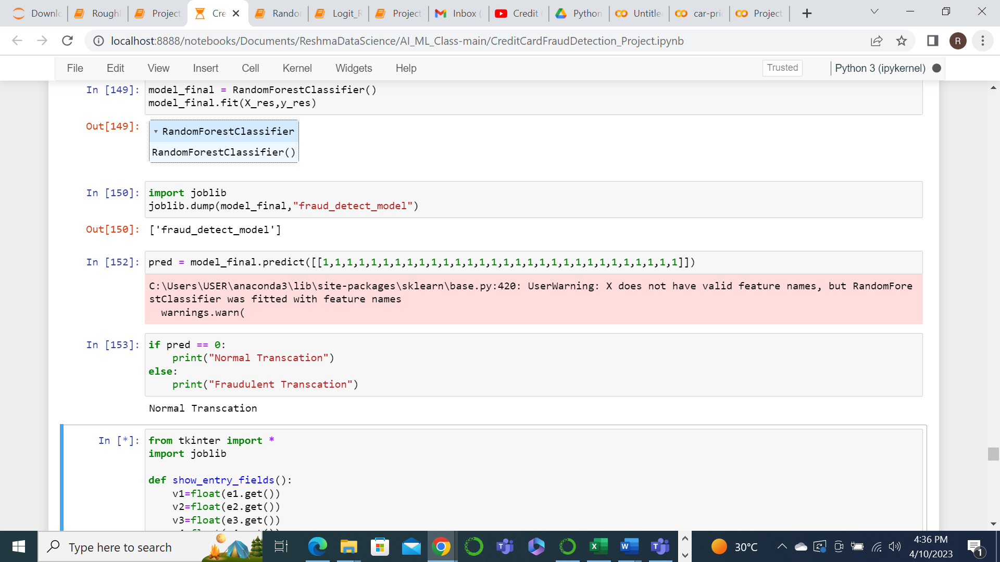 Downl
Rough
Project
Cre
Rando
Logit_R
Project
Inbox (
Credit
Python
Untitle
car-pri
Project
localhost:8888/notebooks/Documents/ReshmaDataScience/AI_ML_Class-main/CreditCardFraudDetection_Project.ipynb
R
File Edit View Insert Cell Kernel Widgets Help
Trusted
Python 3 (ipykernel)
In [149]: model_final = RandomForestClassifier()
model_final.fit(X_res,y_res)
Out[149]: RandomForestClassifier
RandomForestClassifier()
In [150]: import joblib
joblib.dump(model_final,"fraud_detect_model")
Out[150]: ['fraud_detect_model']
In [152]: pred = model_final.predict([[1,1,1,1,1,1,1,1,1,1,1,1,1,1,1,1,1,1,1,1,1,1,1,1,1,1,1,1,1,1]])
C:\Users\USER\anaconda3\lib\site-packages\sklearn\base.py:420: UserWarning: X does not have valid feature names, but RandomFore
stClassifier was fitted with feature names
warnings.warn(
In [153]: if pred == 0:
print("Normal Transcation")
else:
print("Fraudulent Transcation")
Normal Transcation
In [*]: from tkinter import *
import joblib
def show_entry_fields():
v1=float(e1.get())
v2=float(e2.get())
v3=float(e3.get())
Type here to search
30°C
4:36 PM
4/10/2023
1